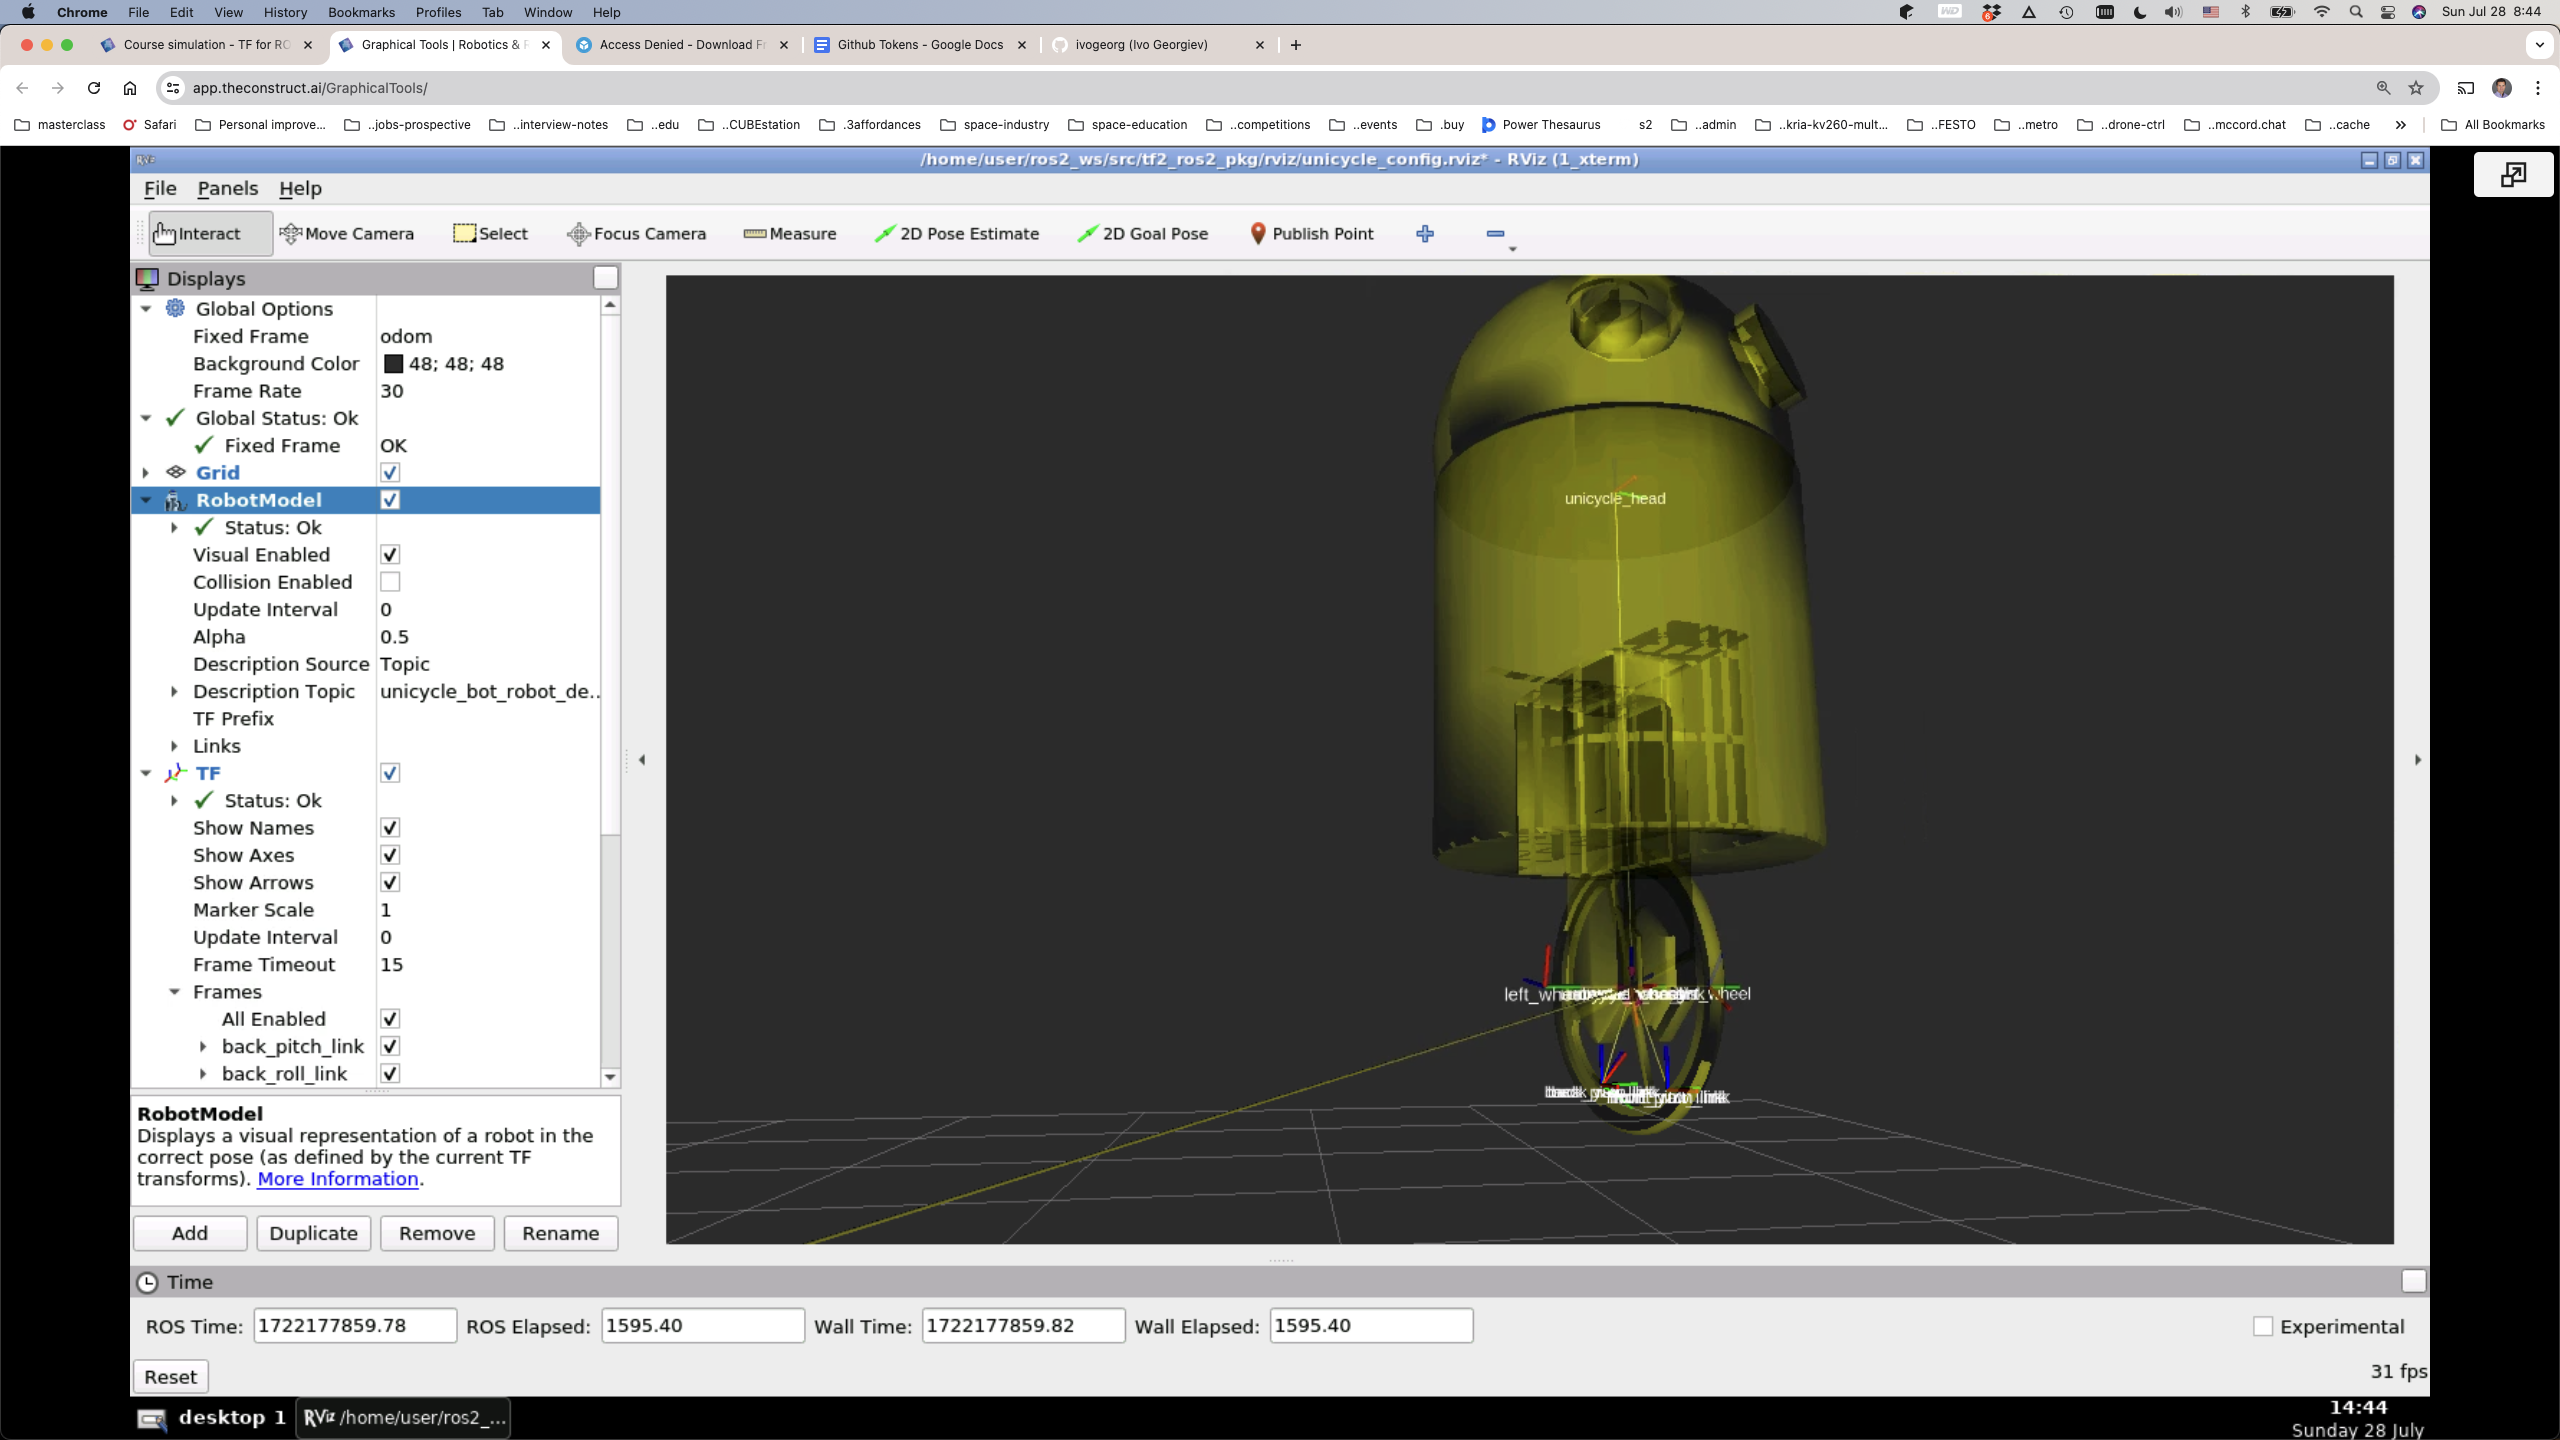 Chrome File Edit View History Bookmarks Profiles Tab Window Help Sun Jul 28 8:44
Course simulation - TF for RO Graphical Tools | Robotics & R Access Denied - Download Fr Github Tokens - Google Docs ivogeorg (Ivo Georgiev)
app.theconstruct.ai/GraphicalTools/
masterclass Safari Personal improve... ..jobs-prospective ..interview-notes ..edu ..CUBEstation .3affordances space-industry space-education ..competitions ..events .buy Power Thesaurus s2 ..admin ..kria-kv260-mult... ..FESTO ..metro ..drone-ctrl ..mccord.chat ..cache » All Bookmarks
/home/user/ros2_ws/src/tf2_ros2_pkg/rviz/unicycle_config.rviz* - RViz (1_xterm)
File Panels Help
Interact Move Camera Select Focus Camera Measure 2D Pose Estimate 2D Goal Pose Publish Point
Displays
Global Options
Fixed Frame odom
Background Color 48; 48; 48
Frame Rate 30
Global Status: Ok
Fixed Frame OK
Grid
RobotModel
Status: Ok
Visual Enabled
Collision Enabled
Update Interval 0
Alpha 0.5
Description Source Topic
Description Topic unicycle_bot_robot_de..
TF Prefix
Links
TF
Status: Ok
Show Names
Show Axes
Show Arrows
Marker Scale 1
Update Interval 0
Frame Timeout 15
Frames
All Enabled
back_pitch_link
back_roll_link
unicycle_head
RobotModel
Displays a visual representation of a robot in the
correct pose (as defined by the current TF
transforms). More Information.
Add Duplicate Remove Rename
Time
ROS Time: 1722177859.78 ROS Elapsed: 1595.40 Wall Time: 1722177859.82 Wall Elapsed: 1595.40 Experimental
Reset 31 fps
desktop 1 RViz /home/user/ros2_... 14:44
Sunday 28 July